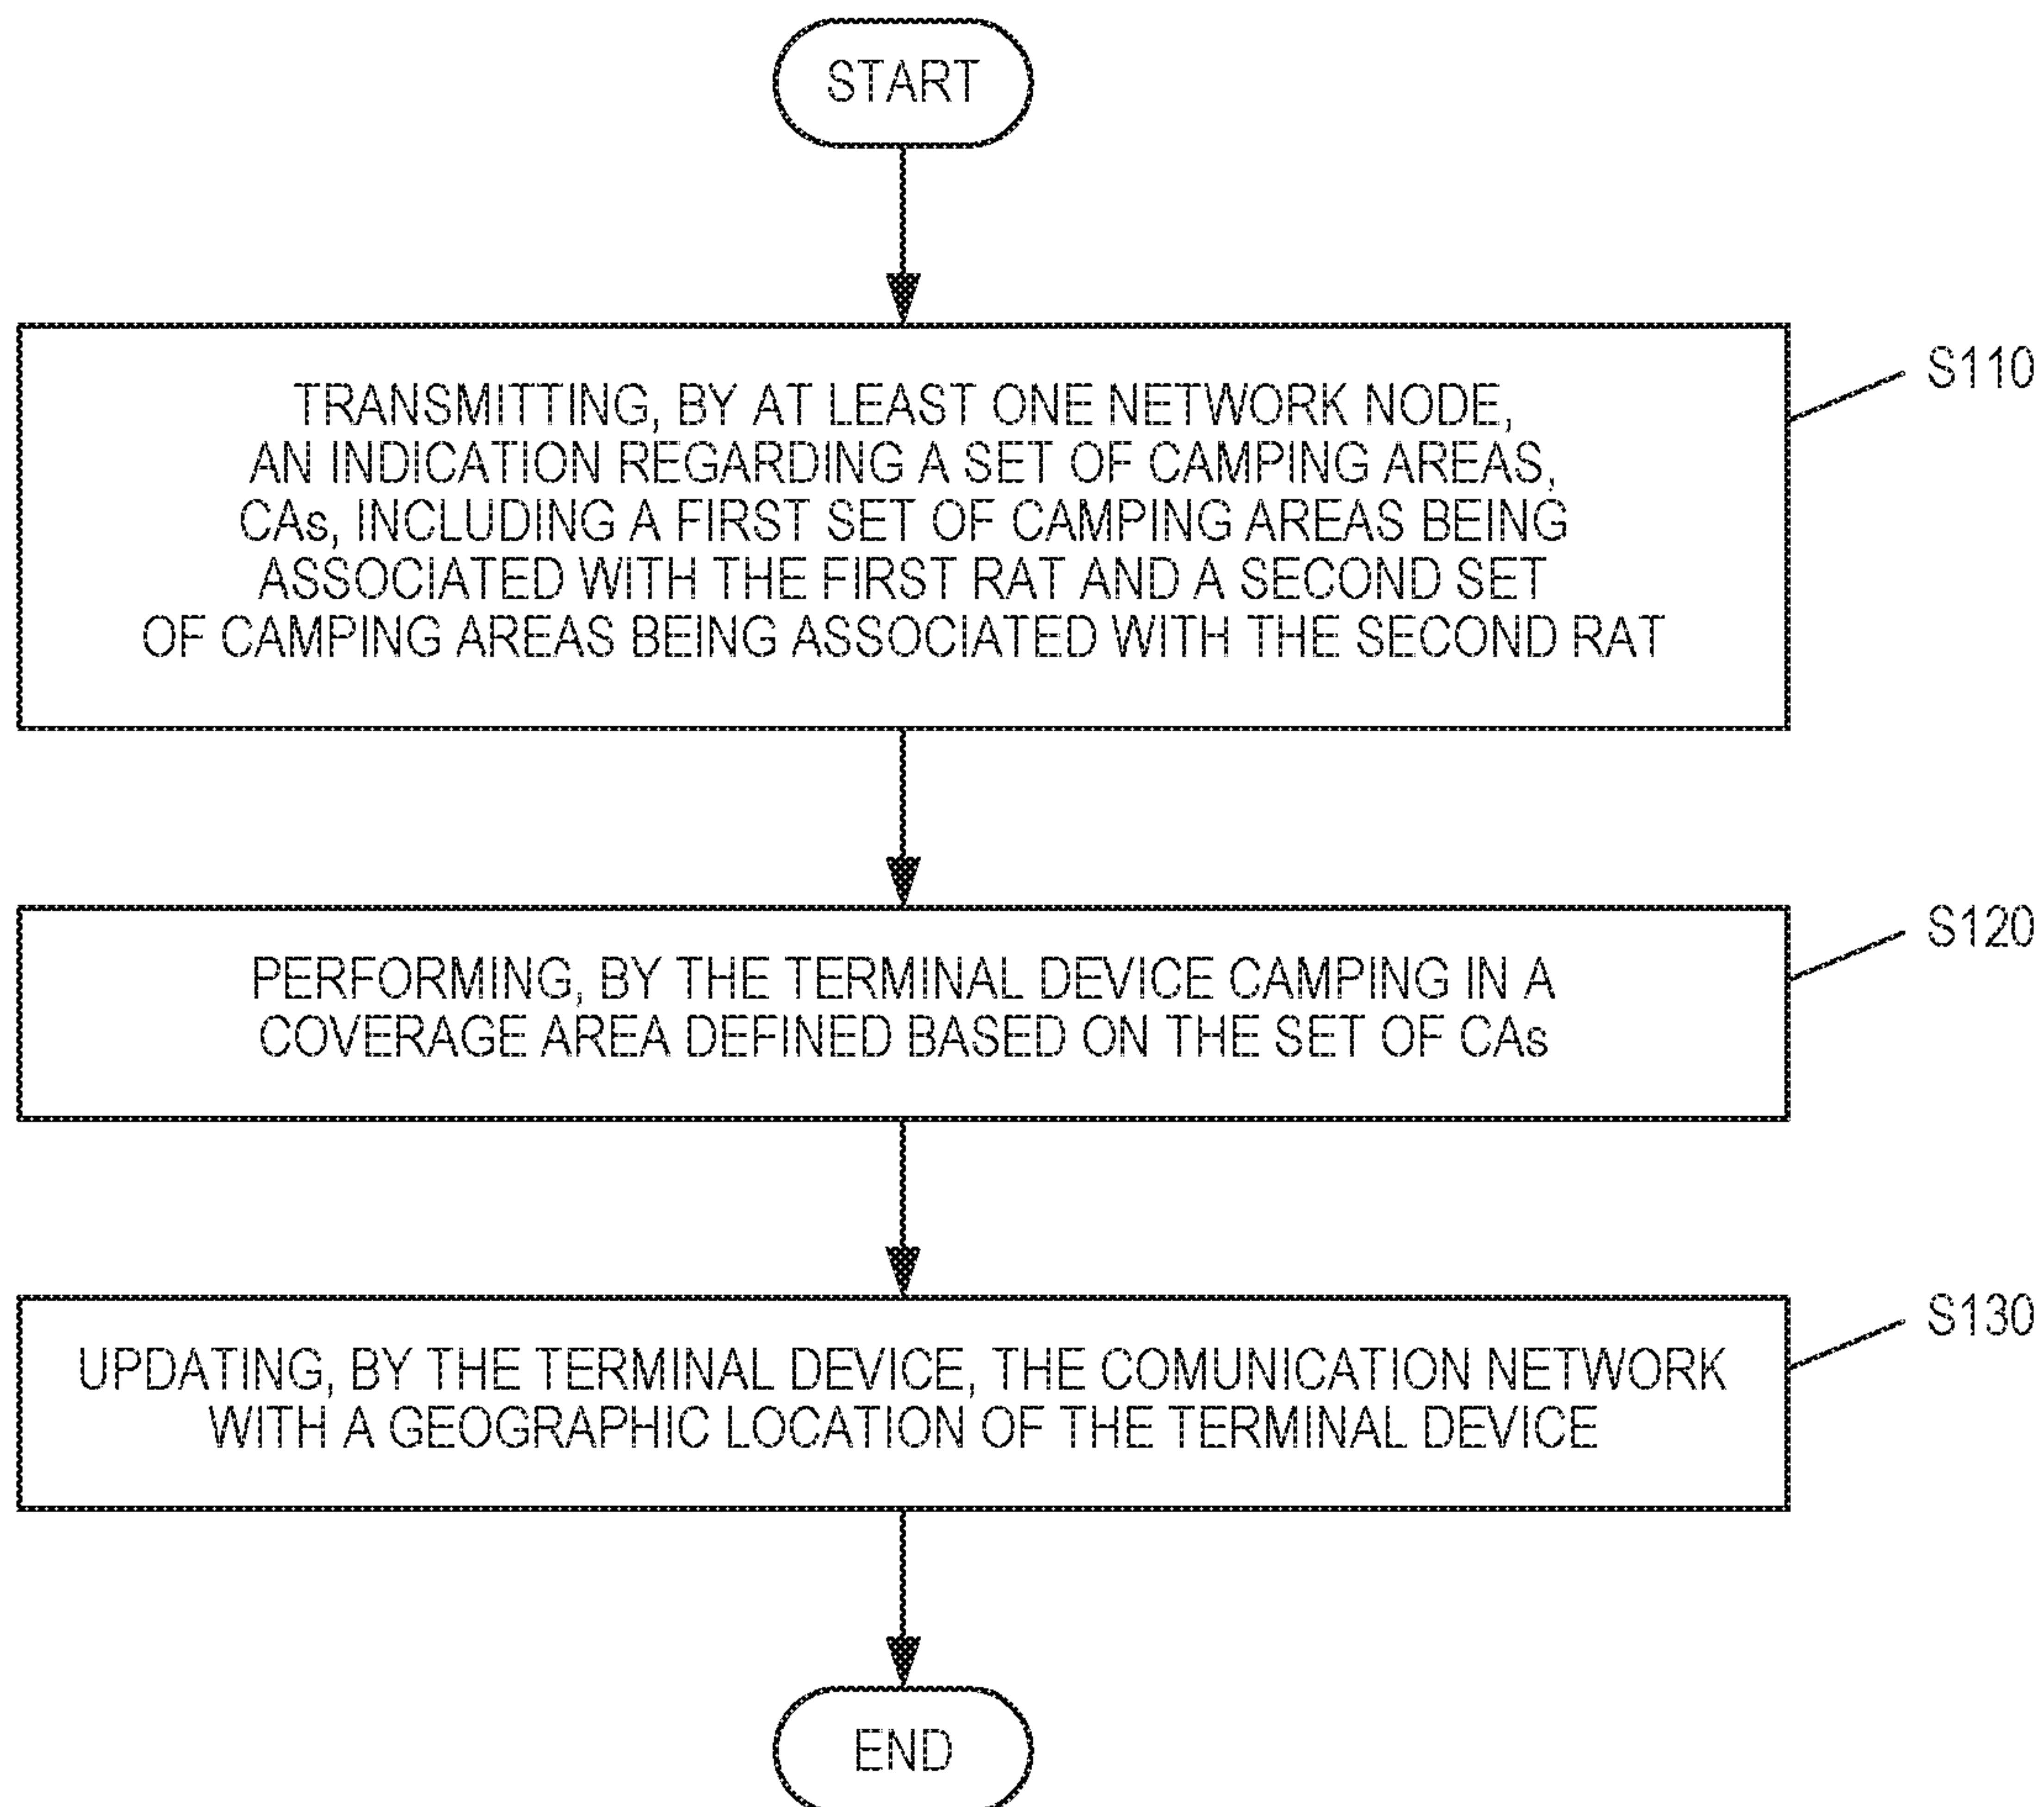 START
TRANSMITTING, BY AT LEAST ONE NETWORK NODE,
AN INDICATION REGARDING A SET OF CAMPING AREAS,
CAs, INCLUDING A FIRST SET OF CAMPING AREAS BEING
ASSOCIATED WITH THE FIRST RAT AND A SECOND SET
OF CAMPING AREAS BEING ASSOCIATED WITH THE SECOND RAT
S110
PERFORMING, BY THE TERMINAL DEVICE CAMPING IN A
COVERAGE AREA DEFINED BASED ON THE SET OF CAs
S120
UPDATING, BY THE TERMINAL DEVICE, THE COMUNICATION NETWORK
WITH A GEOGRAPHIC LOCATION OF THE TERMINAL DEVICE
S130
END